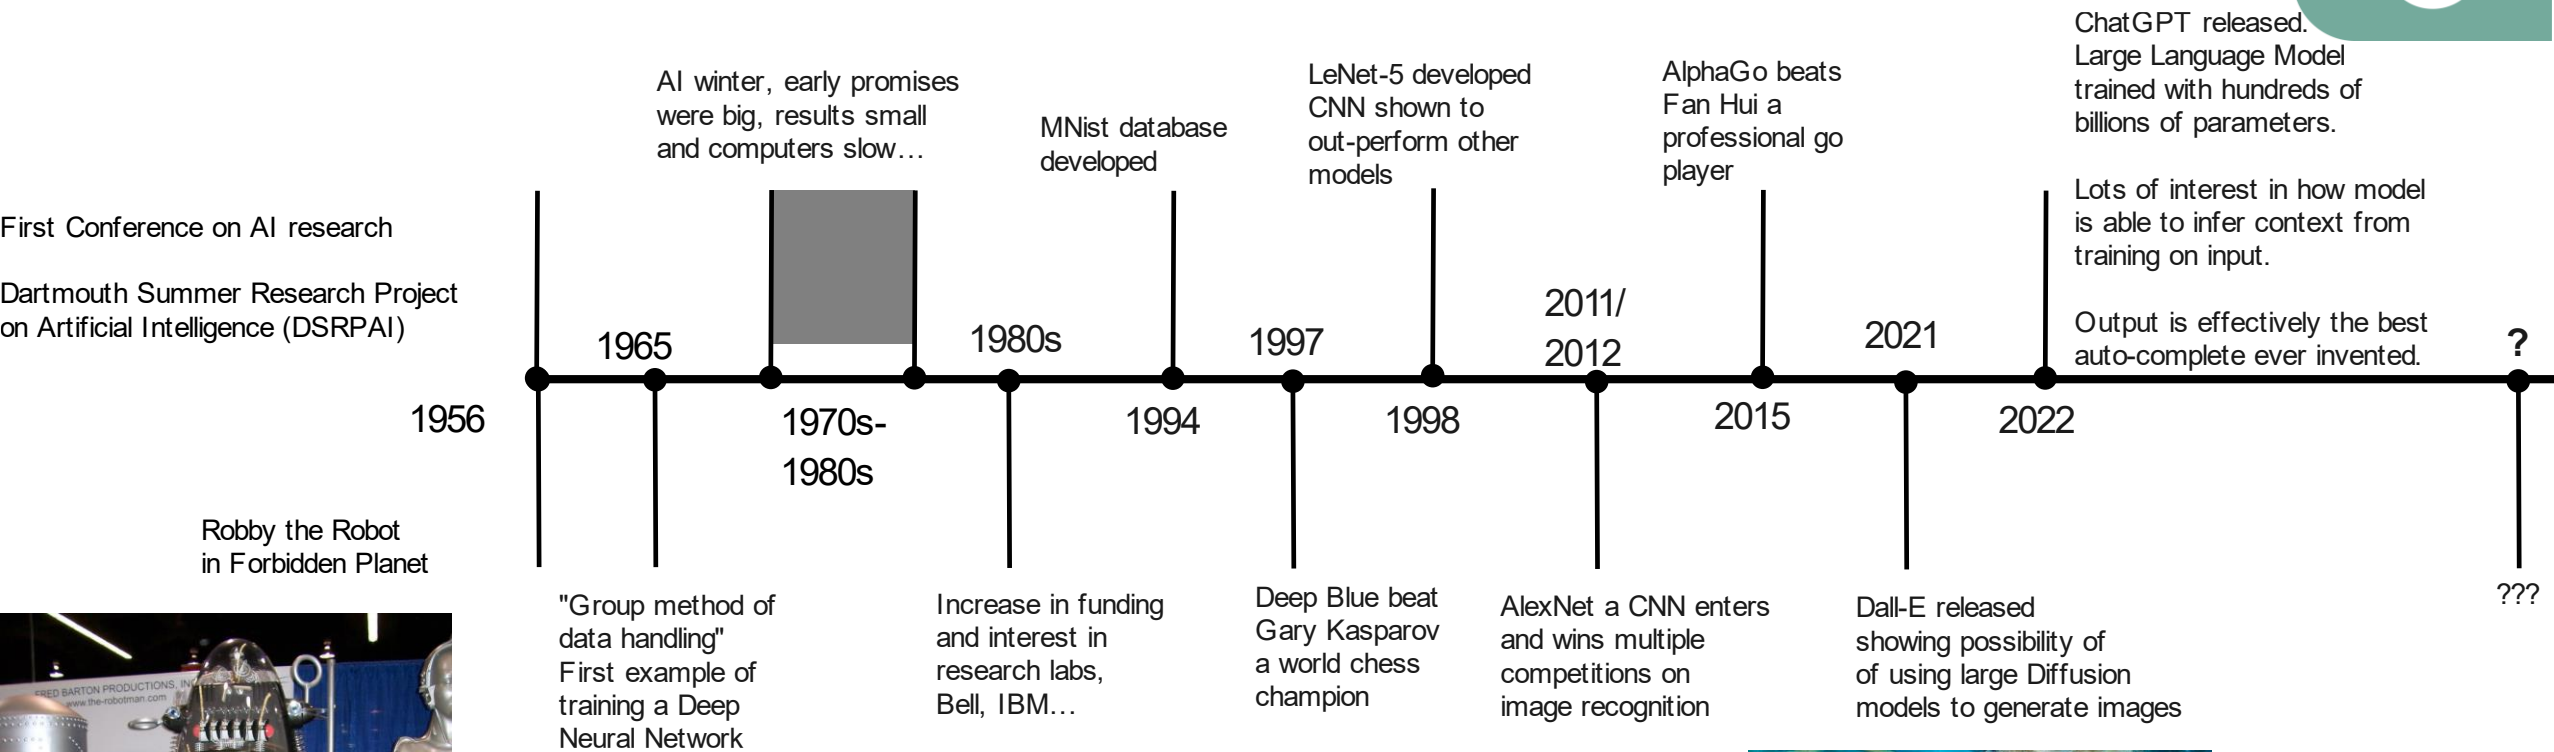 First Conference on AI research
Dartmouth Summer Research Project
on Artificial Intelligence (DSRPAI)
1956
Robby the Robot
in Forbidden Planet
FRED BARTON PRODUCTIONS, IN
www.the-robotman.com
1965
"Group method of
data handling"
First example of
training a Deep
Neural Network
AI winter, early promises
were big, results small
and computers slow…
1970s-
1980s
1980s
Increase in funding
and interest in
research labs,
Bell, IBM…
MNist database
developed
1994
1997
Deep Blue beat
Gary Kasparov
a world chess
champion
LeNet-5 developed
CNN shown to
out-perform other
models
1998
2011/
2012
AlexNet a CNN enters
and wins multiple
competitions on
image recognition
AlphaGo beats
Fan Hui a
professional go
player
2015
2021
Dall-E released
showing possibility of
of using large Diffusion
models to generate images
ChatGPT released.
Large Language Model
trained with hundreds of
billions of parameters.
Lots of interest in how model
is able to infer context from
training on input.
Output is effectively the best
auto-complete ever invented.
2022
?
???